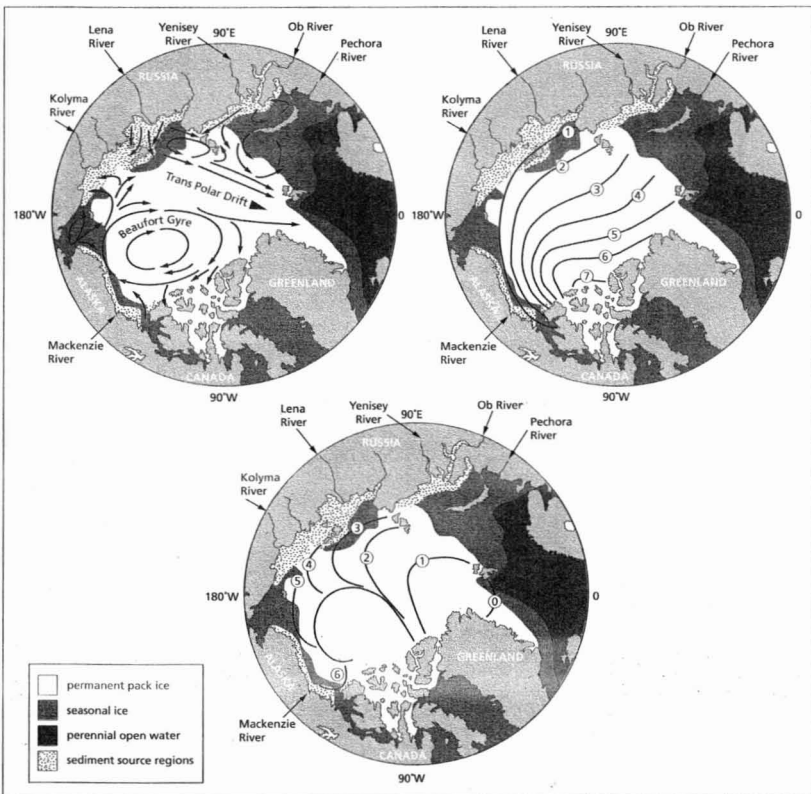 Lena
River
Yenisey
River
90˚E
Ob River
Pechora
River
RUSSIA
Kolyma
River
Trans Polar Drift
180˚W
0
Beaufort Gyre
GREENLAND
ALASKA
Mackenzie
River
CANADA
90˚W
Lena
River
Yenisey
River
90˚E
Ob River
Pechora
River
RUSSIA
Kolyma
River
1
2
3
4
180˚W
0
5
6
7
GREENLAND
ALASKA
Mackenzie
River
CANADA
90˚W
Lena
River
Yenisey
River
90˚E
Ob River
Pechora
River
RUSSIA
Kolyma
River
3
2
1
4
5
180˚W
0
0
GREENLAND
ALASKA
6
Mackenzie
River
CANADA
90˚W
permanent pack ice
seasonal ice
perennial open water
sediment source regions